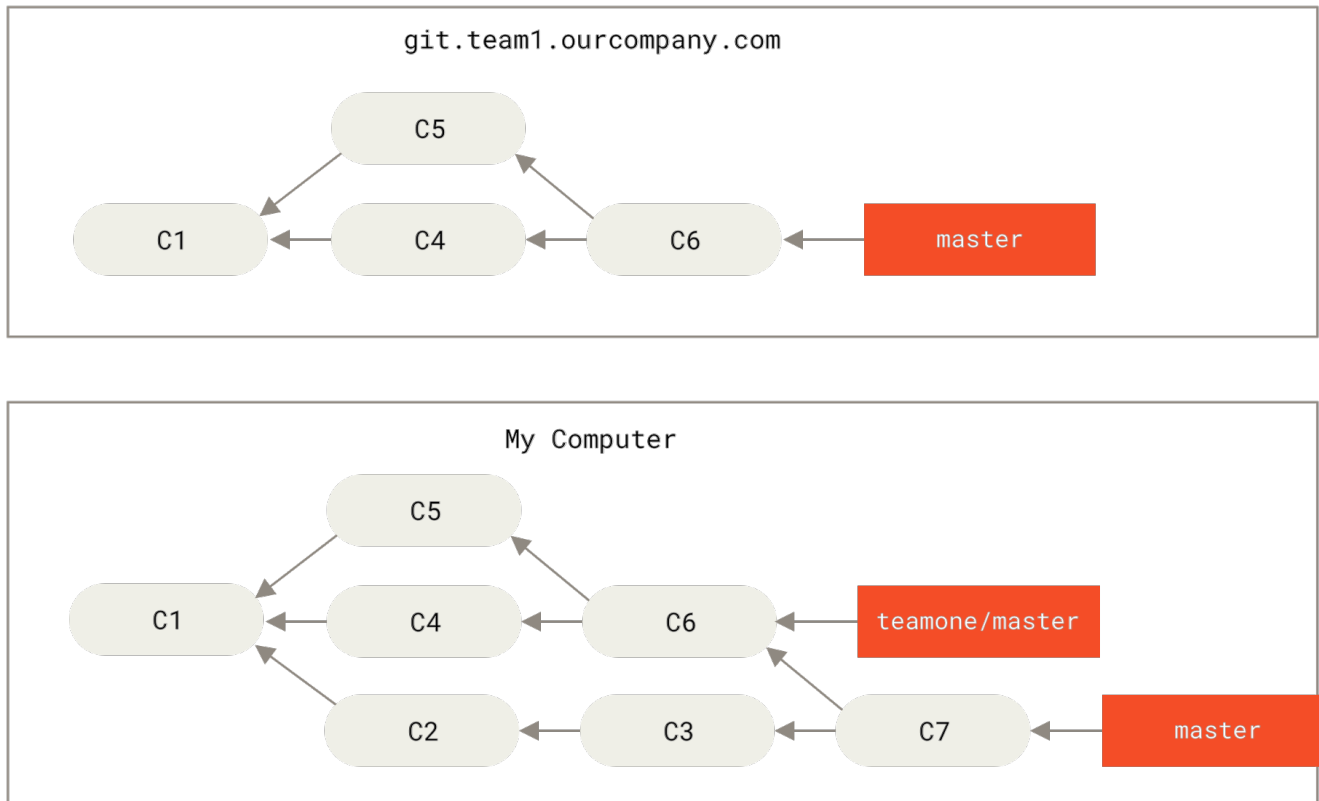 git.team1.ourcompany.com
C5
C1
C4
C6
master
My Computer
C5
C1
C4
C6
teamone/master
C2
C3
C7
master